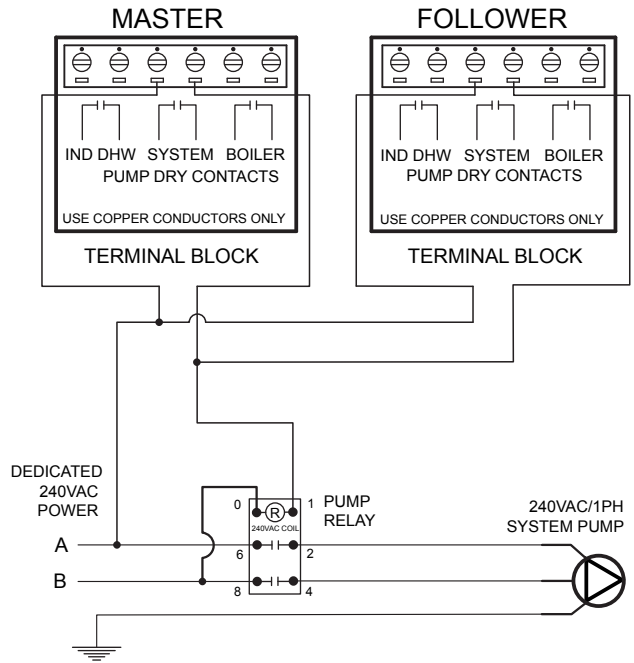 MASTER
FOLLOWER
IND DHW SYSTEM BOILER
PUMP DRY CONTACTS
USE COPPER CONDUCTORS ONLY
TERMINAL BLOCK
IND DHW SYSTEM BOILER
PUMP DRY CONTACTS
USE COPPER CONDUCTORS ONLY
TERMINAL BLOCK
DEDICATED
240VAC
POWER
A
B
0
1
R
240VAC COIL
6
2
8
4
PUMP
RELAY
240VAC/1PH
SYSTEM PUMP